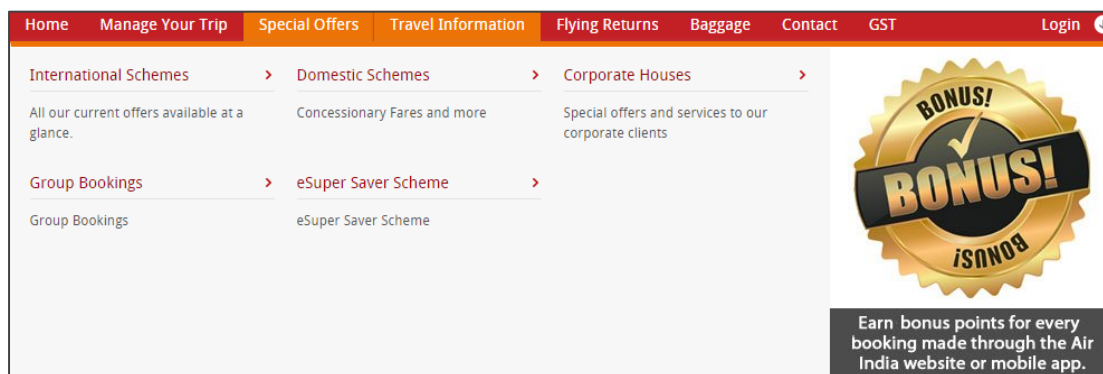 Home Manage Your Trip Special Offers Travel Information Flying Returns Baggage Contact GST Login
International Schemes
All our current offers available at a
glance.
Domestic Schemes
Concessionary Fares and more
Corporate Houses
Special offers and services to our
corporate clients
Group Bookings
Group Bookings
eSuper Saver Scheme
eSuper Saver Scheme
BONUS!
BONUS!
BONUS!
Earn bonus points for every
booking made through the Air
India website or mobile app.